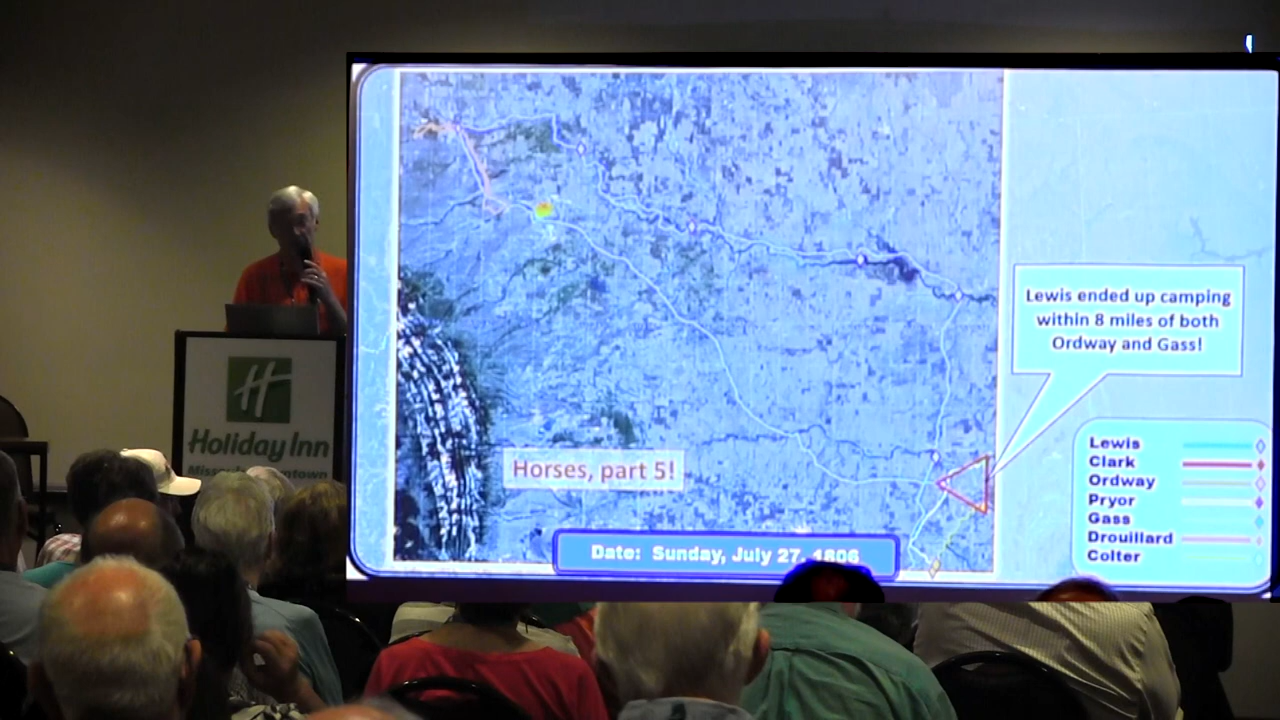 Lewis ended up camping
within 8 miles of both
Ordway and Gass!
Horses, part 5!
Date: Sunday, July 27, 1806
Lewis
Clark
Ordway
Pryor
Gass
Drouillard
Colter
H
Holiday Inn